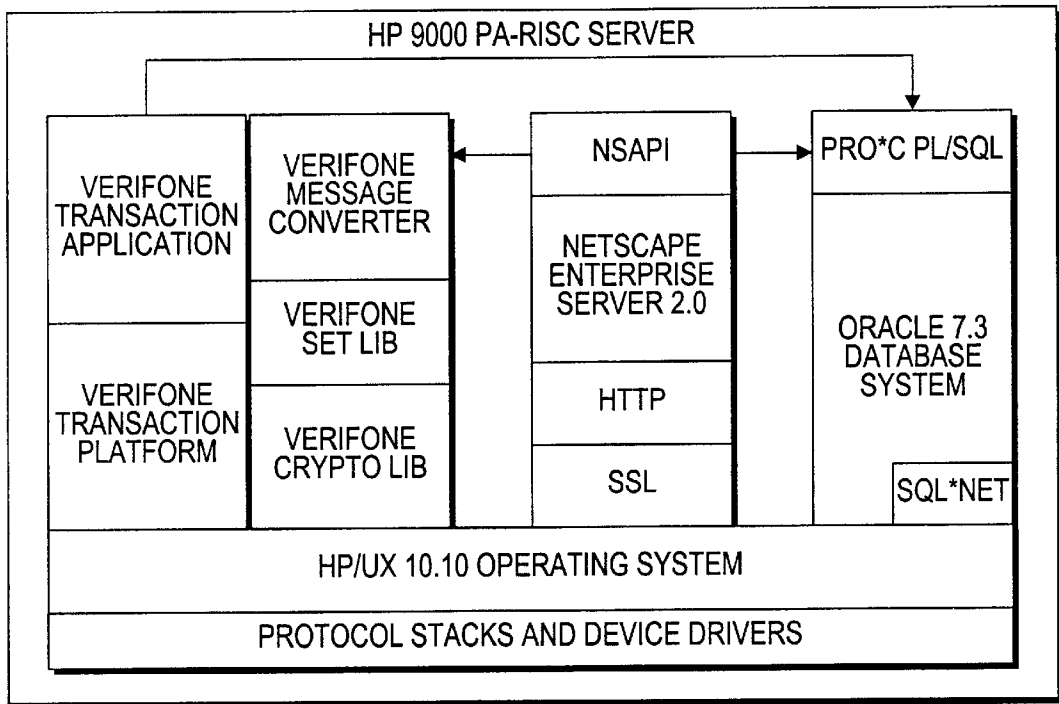 HP 9000 PA-RISC SERVER
VERIFONE
TRANSACTION
APPLICATION
VERIFONE
TRANSACTION
PLATFORM
VERIFONE
MESSAGE
CONVERTER
VERIFONE
SET LIB
VERIFONE
CRYPTO LIB
NSAPI
NETSCAPE
ENTERPRISE
SERVER 2.0
HTTP
SSL
PRO*C PL/SQL
ORACLE 7.3
DATABASE
SYSTEM
SQL*NET
HP/UX 10.10 OPERATING SYSTEM
PROTOCOL STACKS AND DEVICE DRIVERS